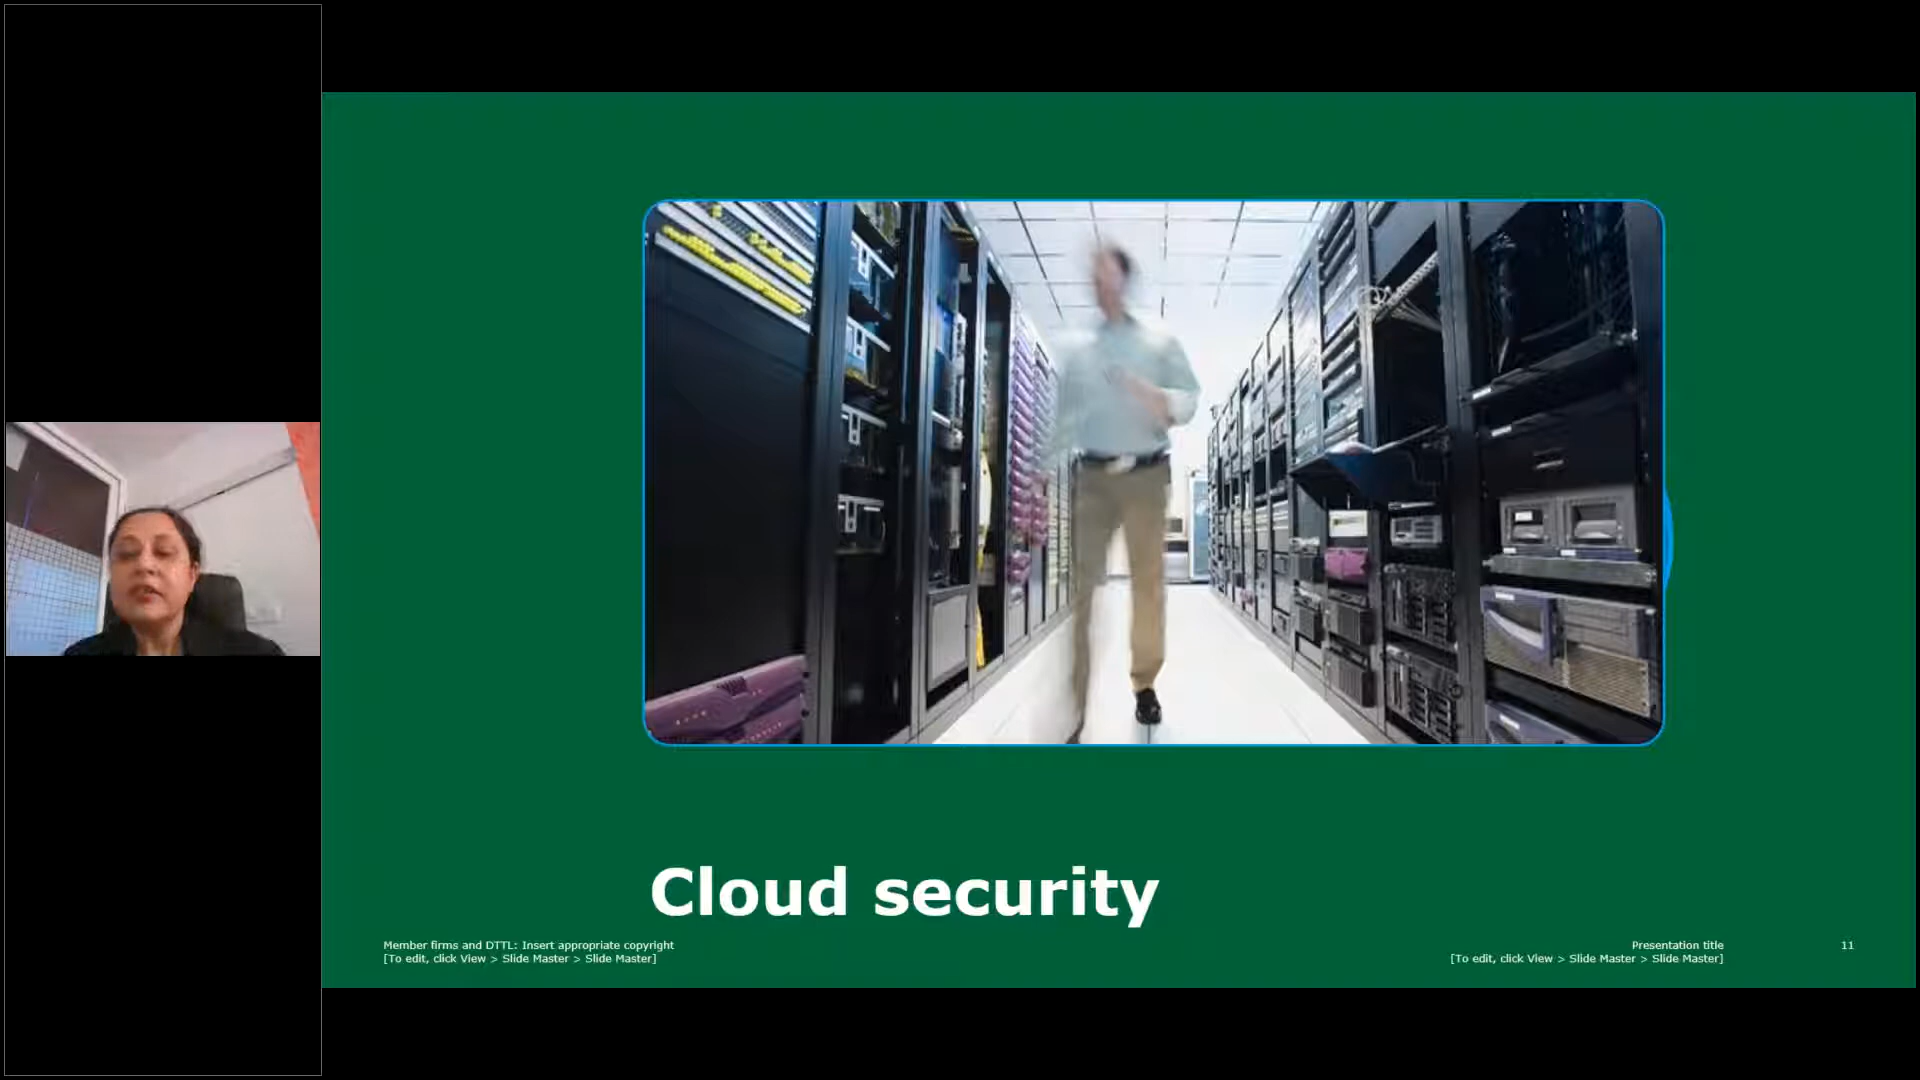 Cloud security
Member firms and DTTL: Insert appropriate copyright
[To edit, click View > Slide Master > Slide Master]
Presentation title
[To edit, click View > Slide Master > Slide Master]
11